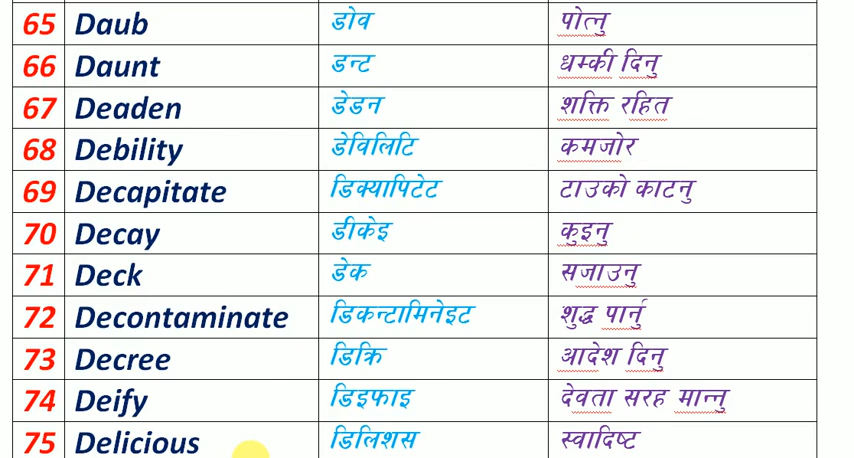 65 Daub डोव पोत्नु
66 Daunt डन्ट धम्की दिनु
67 Deaden डेडन शक्ति रहित
68 Debility डेविलिटि कमजोर
69 Decapitate डिक्यापिटेट टाउको काटनु
70 Decay डीकेइ कुइनु
71 Deck डेक सजाउनु
72 Decontaminate डिकन्टामिनेइट शुद्ध पार्नु
73 Decree डिक्रि आदेश दिनु
74 Deify डिइफाइ देवता सरह मान्नु
75 Delicious डिलिशस स्वादिष्ट